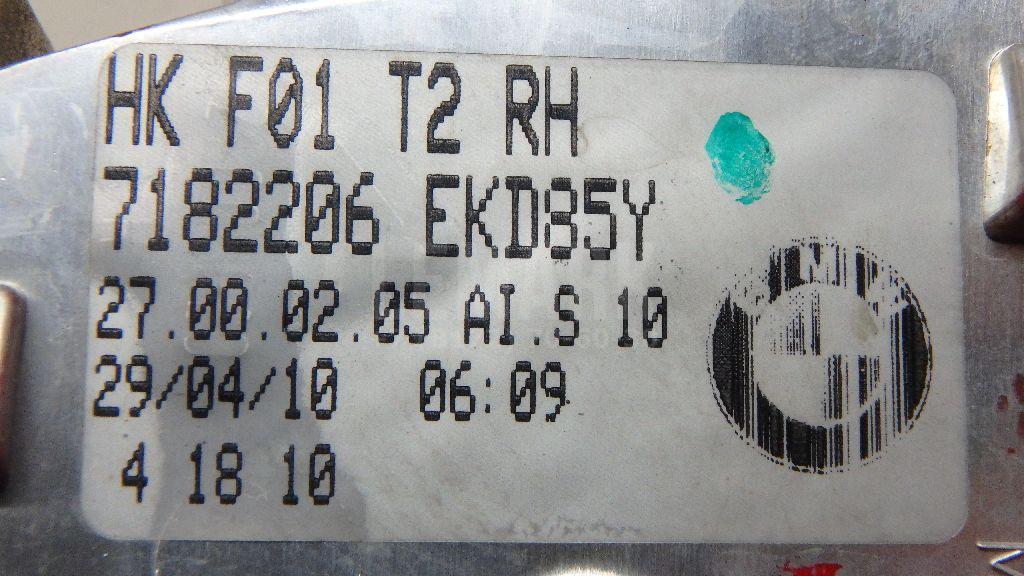 HK F01 T2 RH
7182206 EKDB5Y
27.00.02.05 AI.S 10
29/04/10 06:09
4 18 10